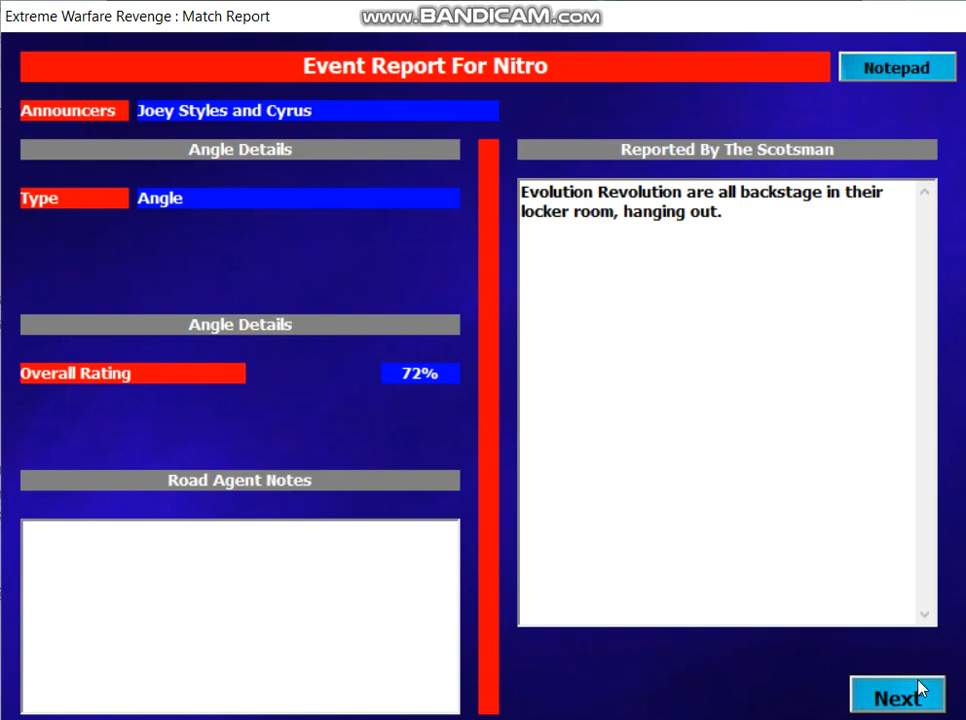 Extreme Warfare Revenge : Match Report
www.BANDICAM.com
Event Report For Nitro
Notepad
Announcers
Joey Styles and Cyrus
Angle Details
Reported By The Scotsman
Type
Angle
Evolution Revolution are all backstage in their
locker room, hanging out.
Angle Details
Overall Rating
72%
Road Agent Notes
Next